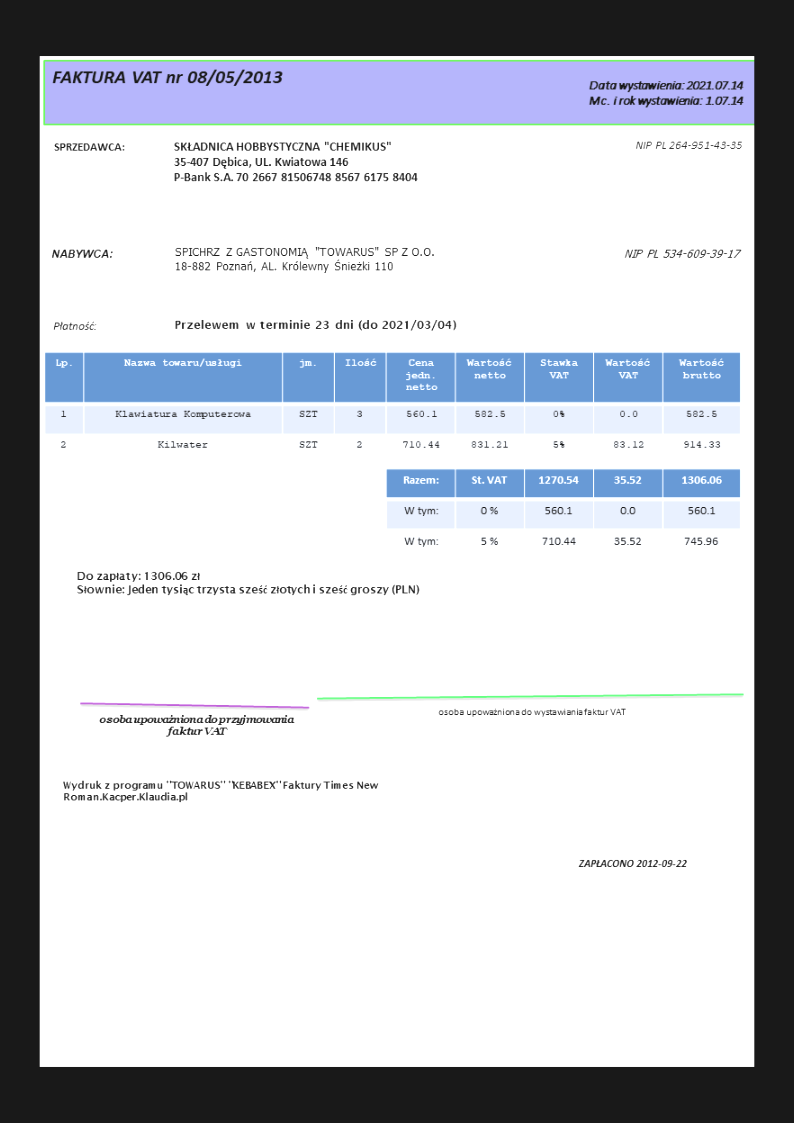 FAKTURA VAT nr 08/05/2013
Data wystawienia: 2021.07.14
Mc. i rok wystawienia: 1.07.14
SPRZEDAWCA: SKŁADNICA HOBBYSTYCZNA "CHEMIKUS" NIP PL 264-951-43-35
35-407 Dębica, UL. Kwiatowa 146
P-Bank S.A. 70 2667 81506748 8567 6175 8404
NABYWCA: SPICHRZ Z GASTONOMIĄ "TOWARUS" SP Z O.O. NIP PL 534-609-39-17
18-882 Poznań, AL. Królewny Śnieżki 110
Płatność: Przelewem w terminie 23 dni (do 2021/03/04)
Lp. Nazwa towaru/usługi jm. Ilość Cena jedn. netto Wartość netto Stawka VAT Wartość VAT Wartość brutto
1 Klawiatura Komputerowa SZT 3 560.1 582.5 0% 0.0 582.5
2 Kilwater SZT 2 710.44 831.21 5% 83.12 914.33
Razem: St. VAT 1270.54 35.52 1306.06
W tym: 0 % 560.1 0.0 560.1
W tym: 5 % 710.44 35.52 745.96
Do zapłaty: 1306.06 zł
Słownie: Jeden tysiąc trzysta sześć złotych i sześć groszy (PLN)
osoba upoważniona do przyjmowania
faktur VAT
osoba upoważniona do wystawiania faktur VAT
Wydruk z programu "TOWARUS" "KEBABEX" Faktury Times New
Roman.Kacper.Klaudia.pl
ZAPŁACONO 2012-09-22